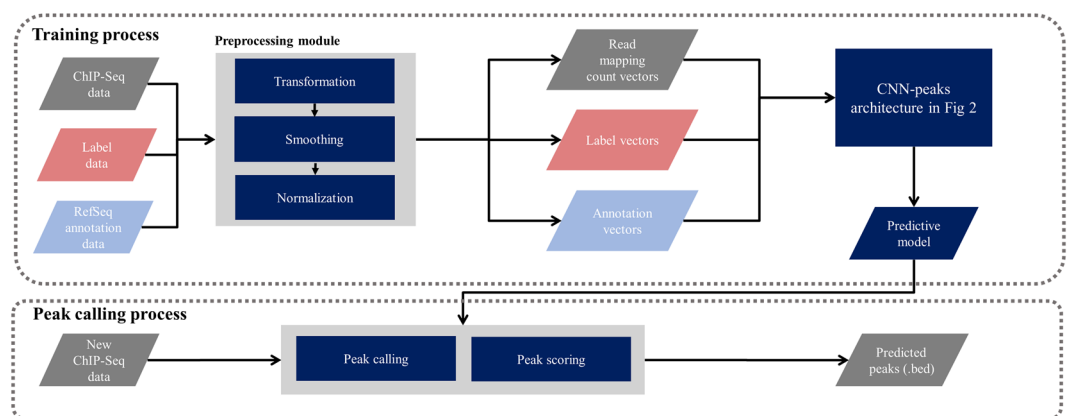 Training process
Preprocessing module
ChIP-Seq
data
Label
data
RefSeq
annotation
data
Transformation
Smoothing
Normalization
Read
mapping
count vectors
Label vectors
Annotation
vectors
CNN-peaks
architecture in Fig 2
Predictive
model
Peak calling process
New
ChIP-Seq
data
Peak calling
Peak scoring
Predicted
peaks (.bed)